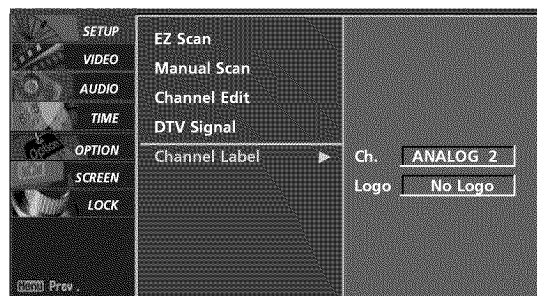 SETUP
VIDEO
AUDIO
TIME
OPTION
SCREEN
LOCK
Menu Prev.
EZ Scan
Manual Scan
Channel Edit
DTV Signal
Channel Label
Ch. ANALOG 2
Logo No Logo